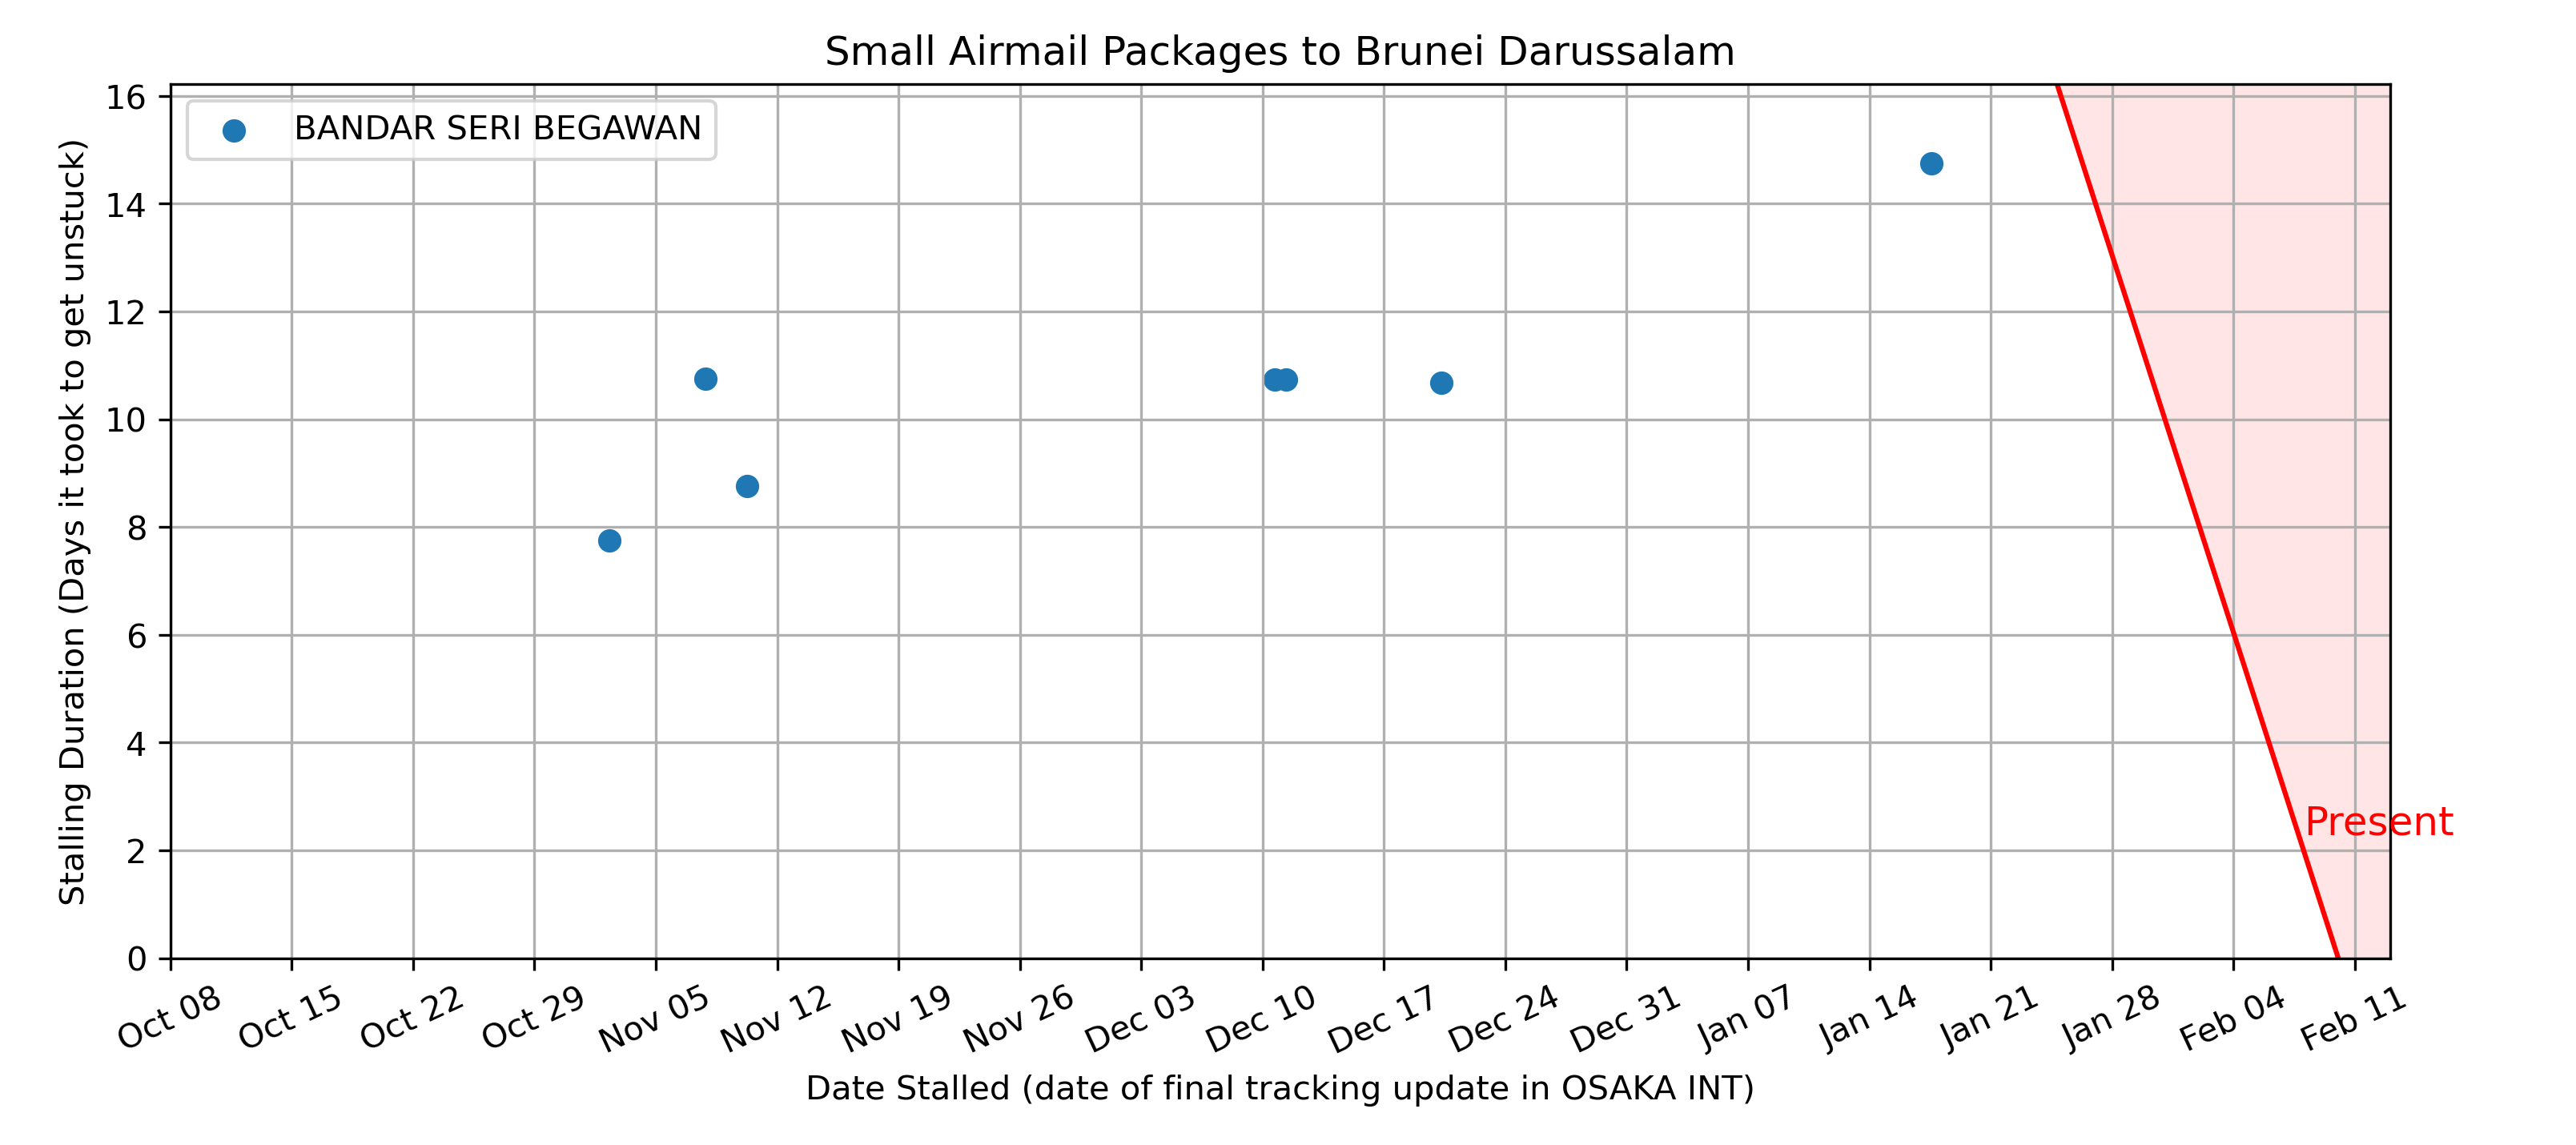 Small Airmail Packages to Brunei Darussalam
BANDAR SERI BEGAWAN
Stalling Duration (Days it took to get unstuck)
16
14
12
10
8
6
4
2
0
Present
Oct 08 Oct 15 Oct 22 Oct 29 Nov 05 Nov 12 Nov 19 Nov 26 Dec 03 Dec 10 Dec 17 Dec 24 Dec 31 Jan 07 Jan 14 Jan 21 Jan 28 Feb 04 Feb 11
Date Stalled (date of final tracking update in OSAKA INT)